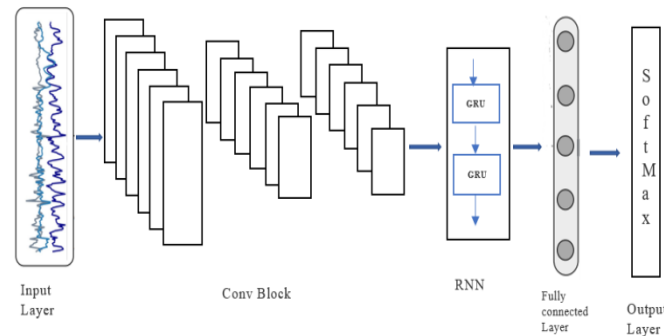 GRU
GRU
S
o
f
t
M
a
x
Input
Layer
Conv Block
RNN
Fully
connected
Layer
Output
Layer